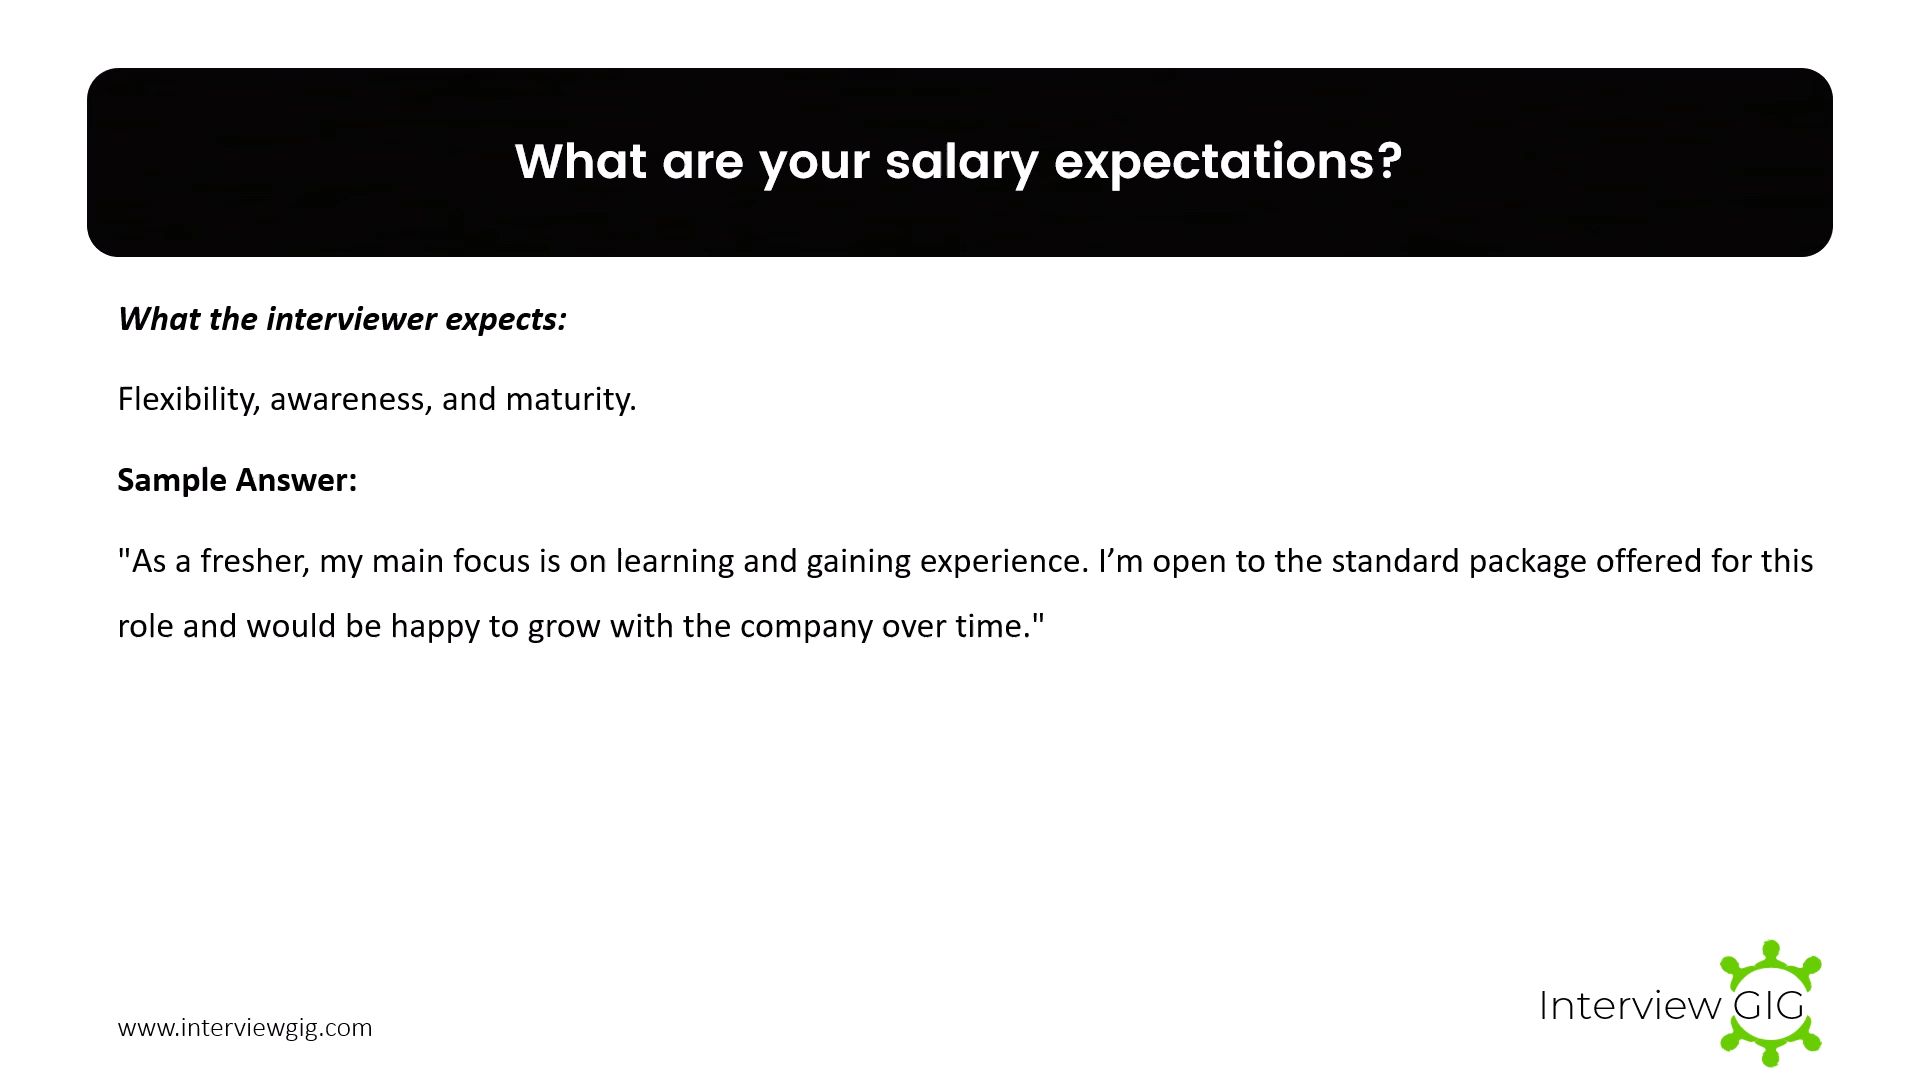 What are your salary expectations?
What the interviewer expects:
Flexibility, awareness, and maturity.
Sample Answer:
"As a fresher, my main focus is on learning and gaining experience. I’m open to the standard package offered for this
role and would be happy to grow with the company over time."
Interview GIG
www.interviewgig.com